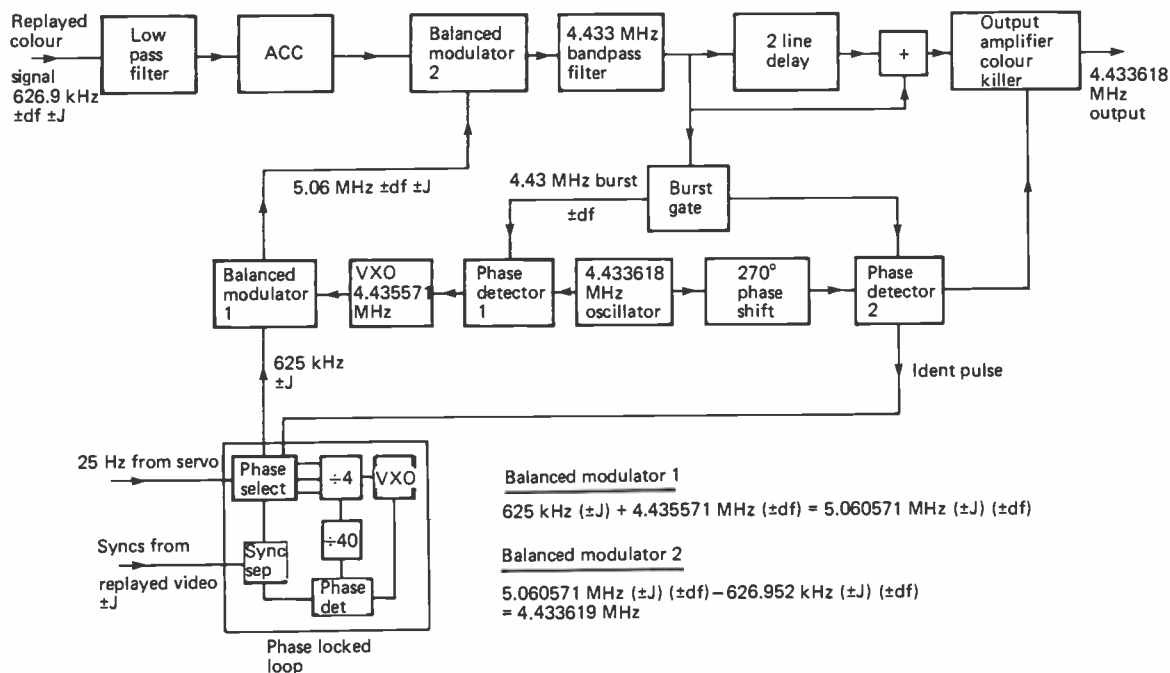 Replayed
colour
signal
626.9 kHz
±df ±J
Low
pass
filter
ACC
Balanced
modulator
2
4.433 MHz
bandpass
filter
2 line
delay
+
Output
amplifier
colour
killer
4.433618
MHz
output
5.06 MHz ±df ±J
4.43 MHz burst
±df
Burst
gate
Balanced
modulator
1
VXO
4.435571
MHz
Phase
detector
1
4.433618
MHz
oscillator
270°
phase
shift
Phase
detector
2
625 kHz
±J
Ident pulse
25 Hz from servo
Phase
select
÷4
VXO
÷40
Syncs from
replayed video
±J
Sync
sep
Phase
det
Phase locked
loop
Balanced modulator 1
625 kHz (±J) + 4.435571 MHz (±df) = 5.060571 MHz (±J) (±df)
Balanced modulator 2
5.060571 MHz (±J) (±df)–626.952 kHz (±J) (±df)
= 4.433619 MHz